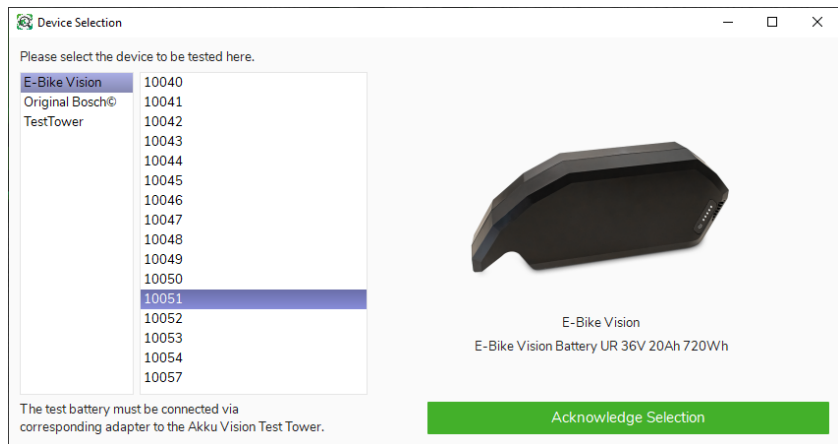 Device Selection
Please select the device to be tested here.
E-Bike Vision
Original Bosch©
TestTower
10040
10041
10042
10043
10044
10045
10046
10047
10048
10049
10050
10051
10052
10053
10054
10057
E-Bike Vision
E-Bike Vision Battery UR 36V 20Ah 720Wh
The test battery must be connected via
corresponding adapter to the Akku Vision Test Tower.
Acknowledge Selection